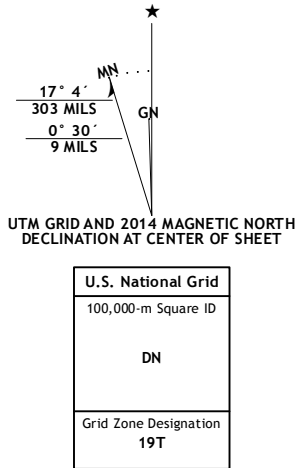 ★
MN
17° 4´
303 MILS
GN
0° 30´
9 MILS
UTM GRID AND 2014 MAGNETIC NORTH
DECLINATION AT CENTER OF SHEET
U.S. National Grid
100,000-m Square ID
DN
Grid Zone Designation
19T